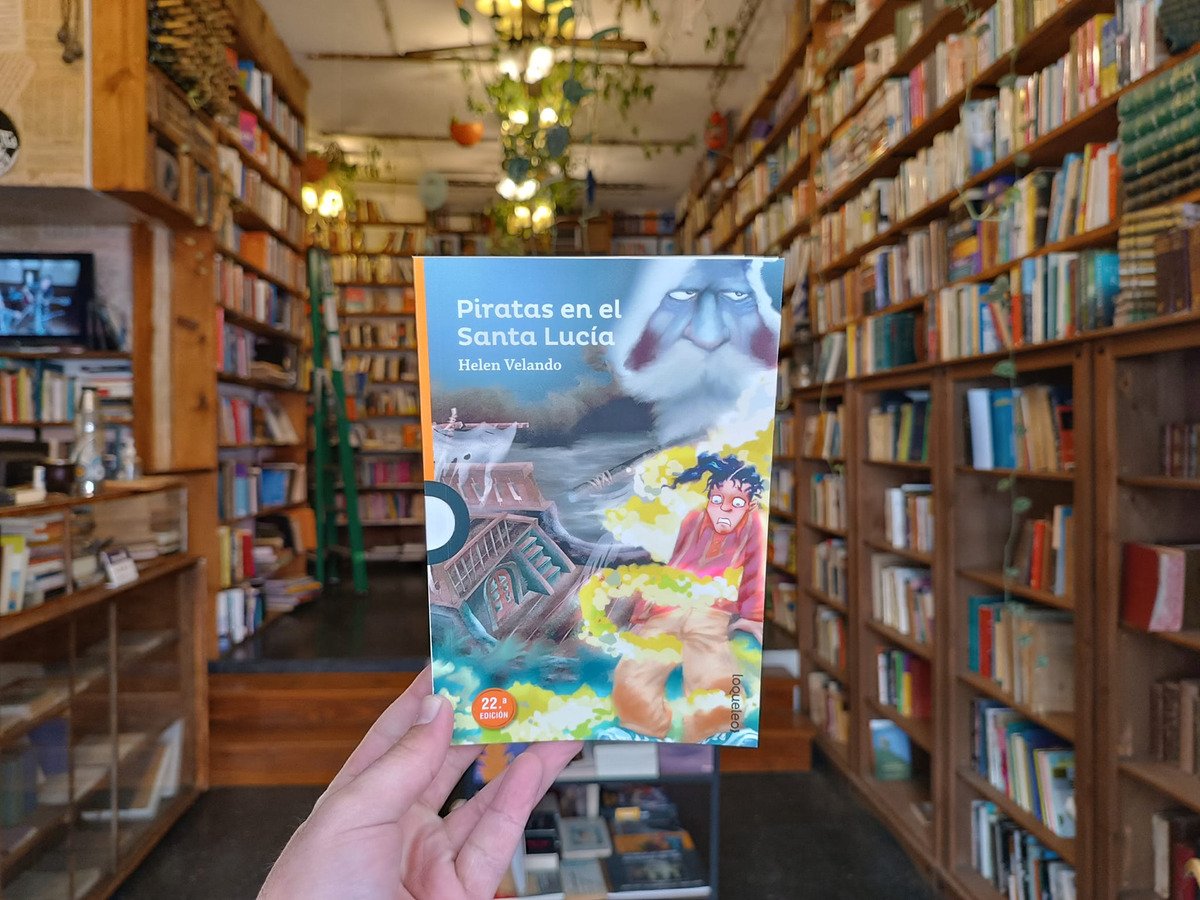 Piratas en el
Santa Lucía
Helen Velando
22.ª
EDICIÓN
loqueleo